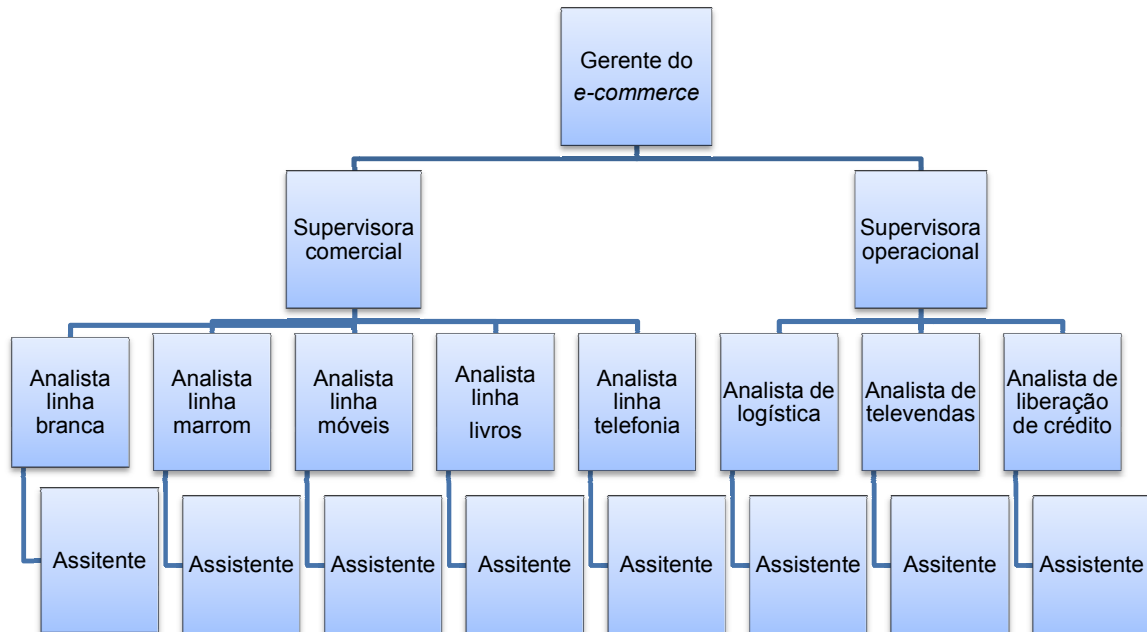 Gerente do
e-commerce
Supervisora
comercial
Supervisora
operacional
Analista
linha
branca
Analista
linha
marrom
Analista
linha
móveis
Analista
linha
livros
Analista
linha
telefonia
Analista de
logística
Analista de
televendas
Analista de
liberação
de crédito
Assitente
Assistente
Assistente
Assistente
Assistente
Assistente
Assitente
Assistente